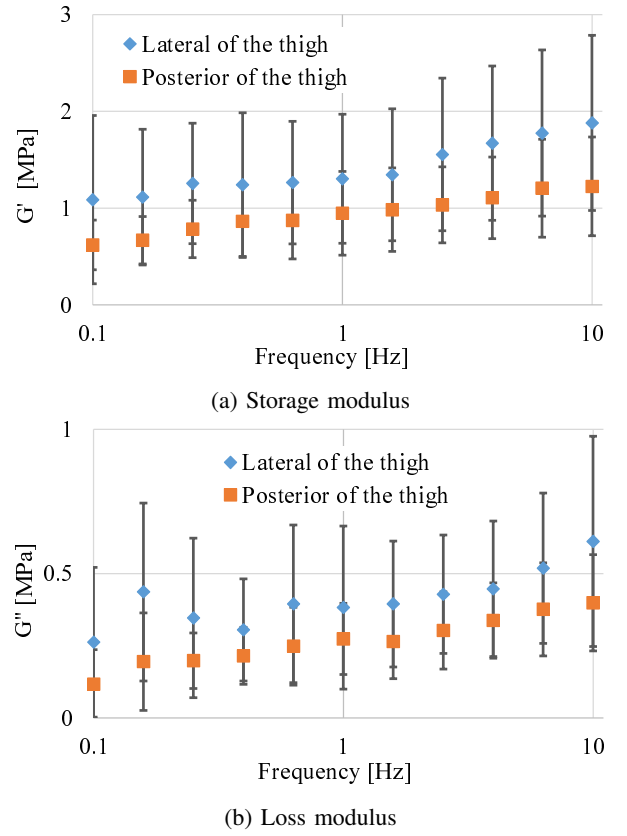 3
Lateral of the thigh
Posterior of the thigh
2
G' [MPa]
1
0
0.1 1 10
Frequency [Hz]
(a) Storage modulus
1
Lateral of the thigh
Posterior of the thigh
G" [MPa]
0.5
0
0.1 1 10
Frequency [Hz]
(b) Loss modulus